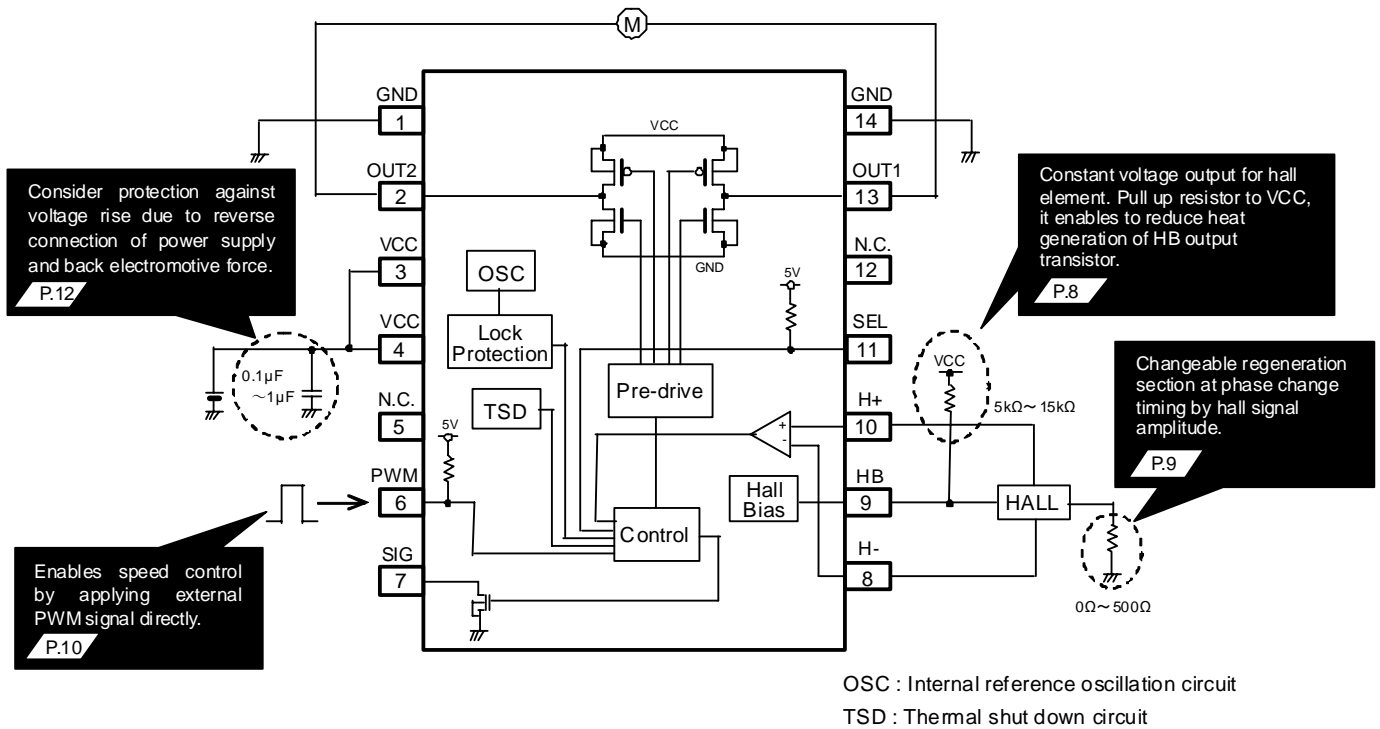 M
GND
1
OUT2
2
VCC
3
VCC
4
N.C.
5
PWM
6
SIG
7
GND
14
OUT1
13
N.C.
12
SEL
11
H+
10
HB
9
H-
8
VCC
GND
OSC
Lock
Protection
TSD
5V
5V
Pre-drive
+
-
Hall
Bias
Control
VCC
5kΩ～15kΩ
HALL
0Ω～500Ω
0.1µF
～1µF
Consider protection against
voltage rise due to reverse
connection of power supply
and back electromotive force.
P.12
Enables speed control
by applying external
PWM signal directly.
P.10
Constant voltage output for hall
element. Pull up resistor to VCC,
it enables to reduce heat
generation of HB output
transistor.
P.8
Changeable regeneration
section at phase change
timing by hall signal
amplitude.
P.9
OSC : Internal reference oscillation circuit
TSD : Thermal shut down circuit